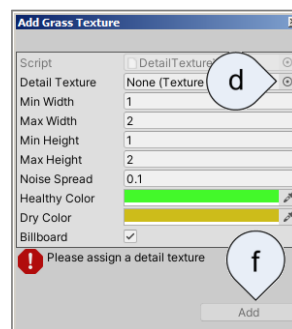 Add Grass Texture
Script DetailTexture
Detail Texture None (Texture d
Min Width 1
Max Width 2
Min Height 1
Max Height 2
Noise Spread 0.1
Healthy Color
Dry Color
Billboard
Please assign a detail texture
f
Add